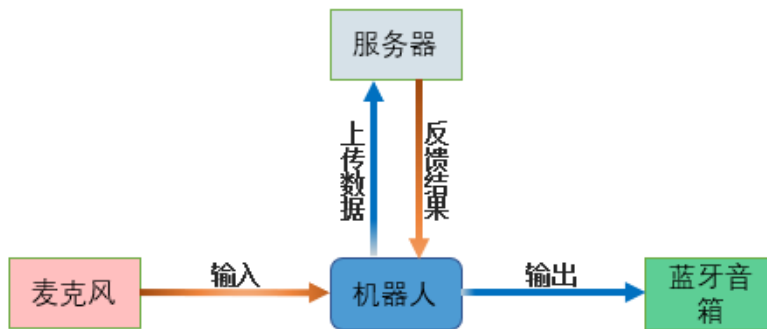 服务器
上传数据
反馈结果
麦克风
输入
机器人
输出
蓝牙音
箱